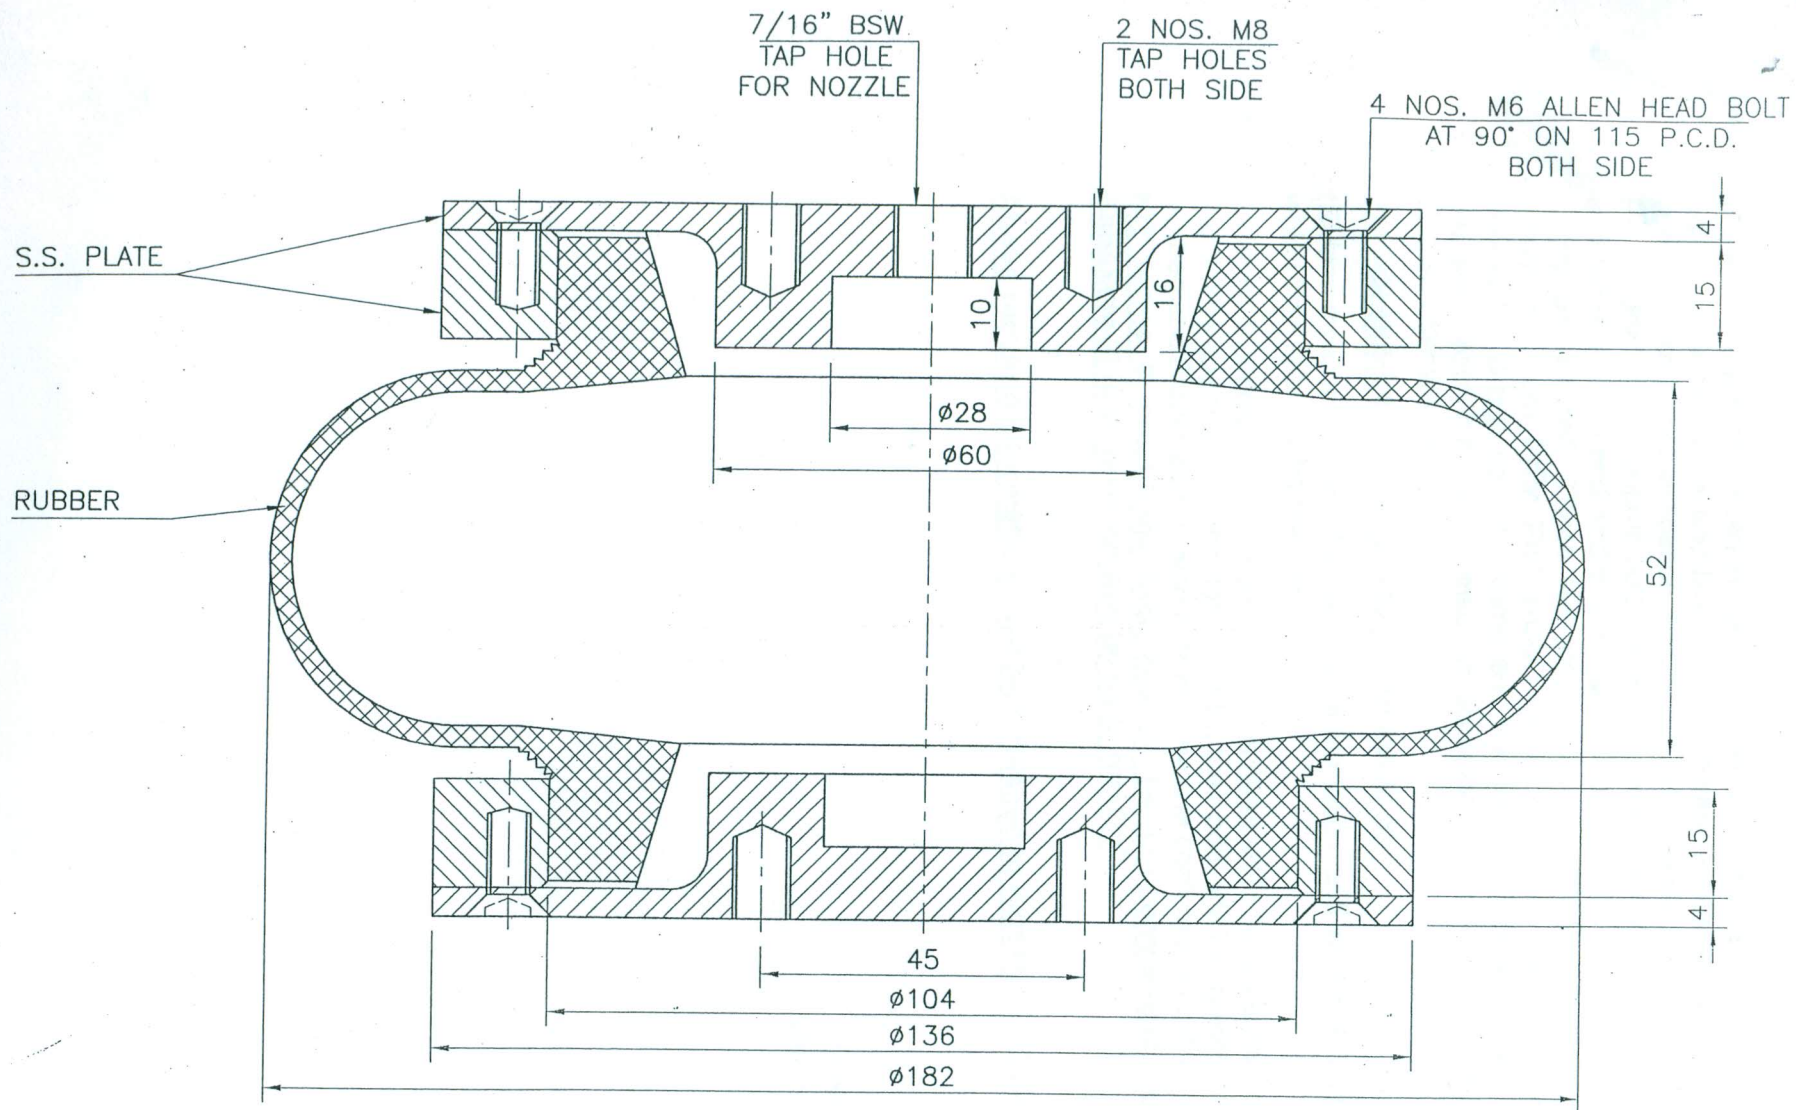 7/16” BSW
TAP HOLE
FOR NOZZLE
2 NOS. M8
TAP HOLES
BOTH SIDE
4 NOS. M6 ALLEN HEAD BOLT
AT 90° ON 115 P.C.D.
BOTH SIDE
S.S. PLATE
4
15
16
10
ø28
ø60
RUBBER
52
15
4
45
ø104
ø136
ø182